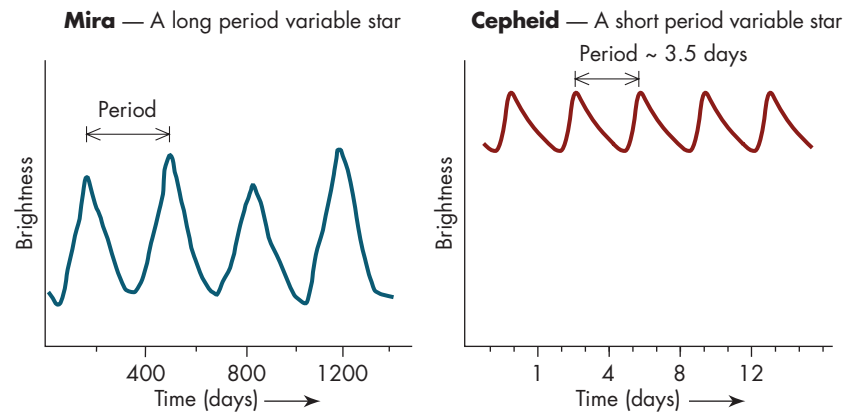 Mira — A long period variable star
Period
Brightness
400 800 1200
Time (days)
Cepheid — A short period variable star
Period ~ 3.5 days
Brightness
1 4 8 12
Time (days)